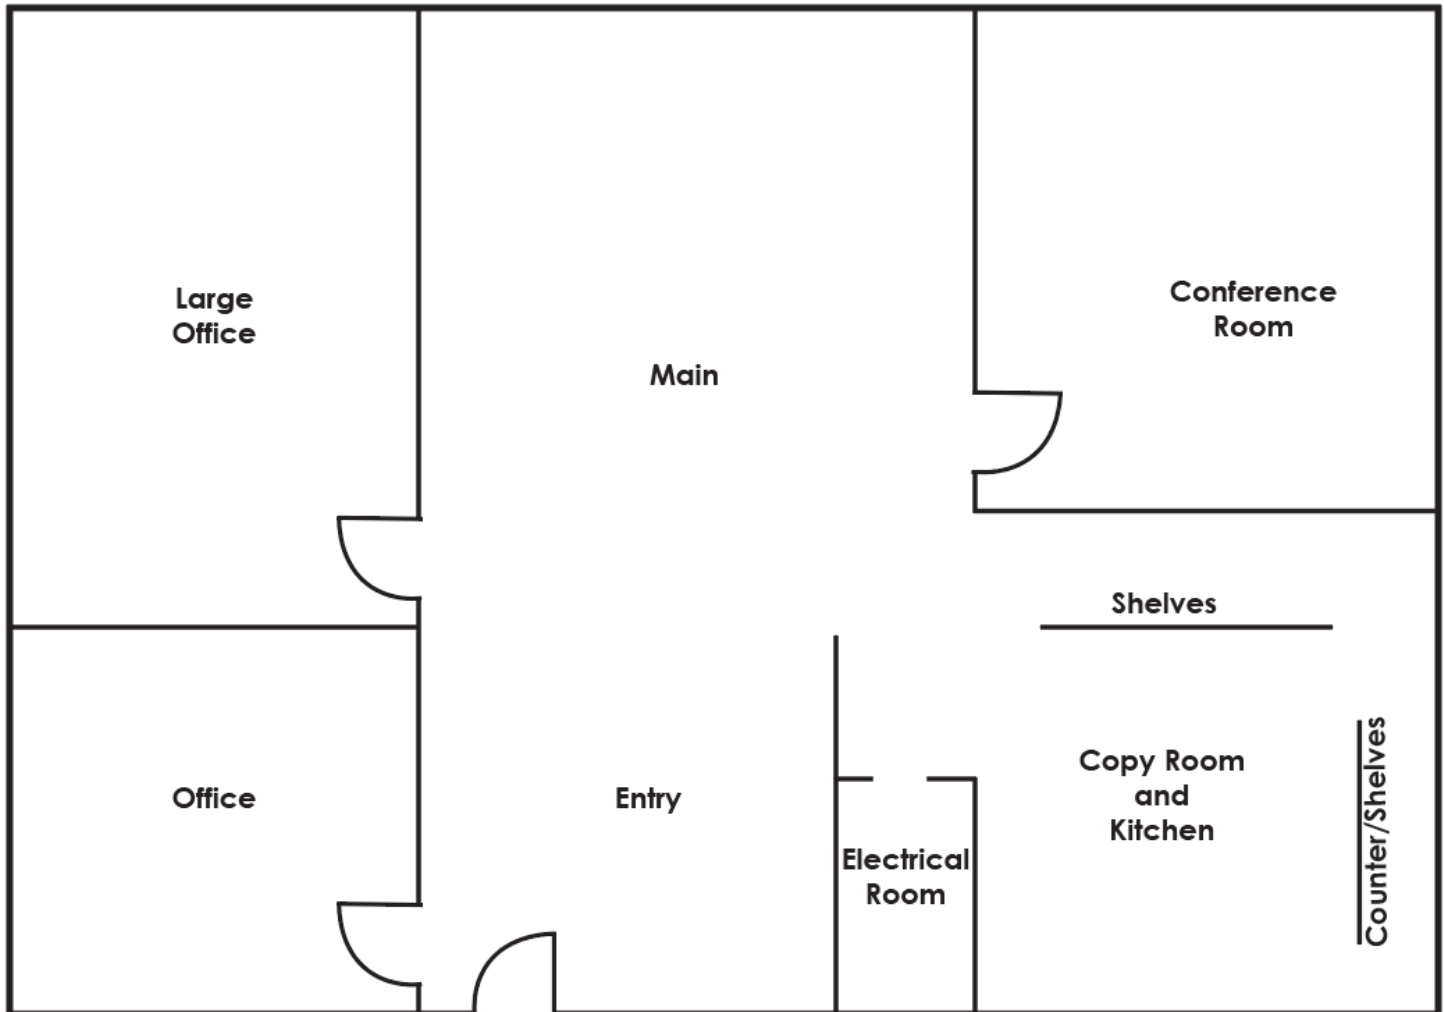 Large
Office
Main
Conference
Room
Shelves
Office
Entry
Electrical
Room
Copy Room
and
Kitchen
Counter/Shelves